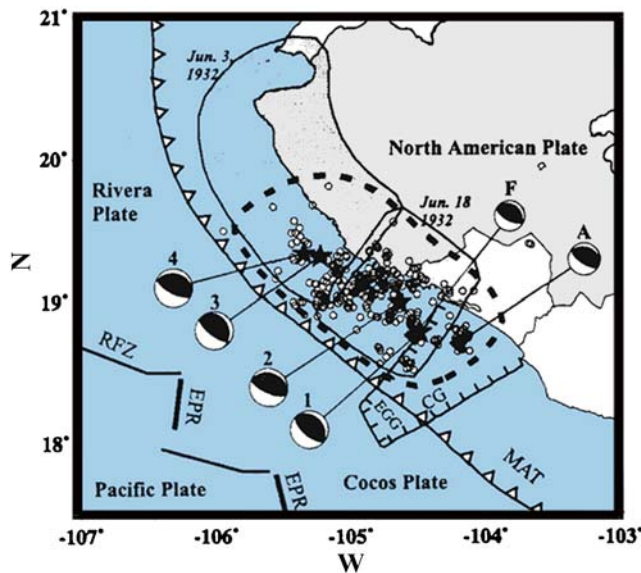 21°
20°
19°
18°
N
Jun. 3,
1932
North American Plate
Rivera
Plate
Jun. 18
1932
F
A
4
3
2
1
RFZ
EPR
EGG
CG
MAT
Pacific Plate
EPR
Cocos Plate
-107
-106°
-105°
-104°
-103°
W